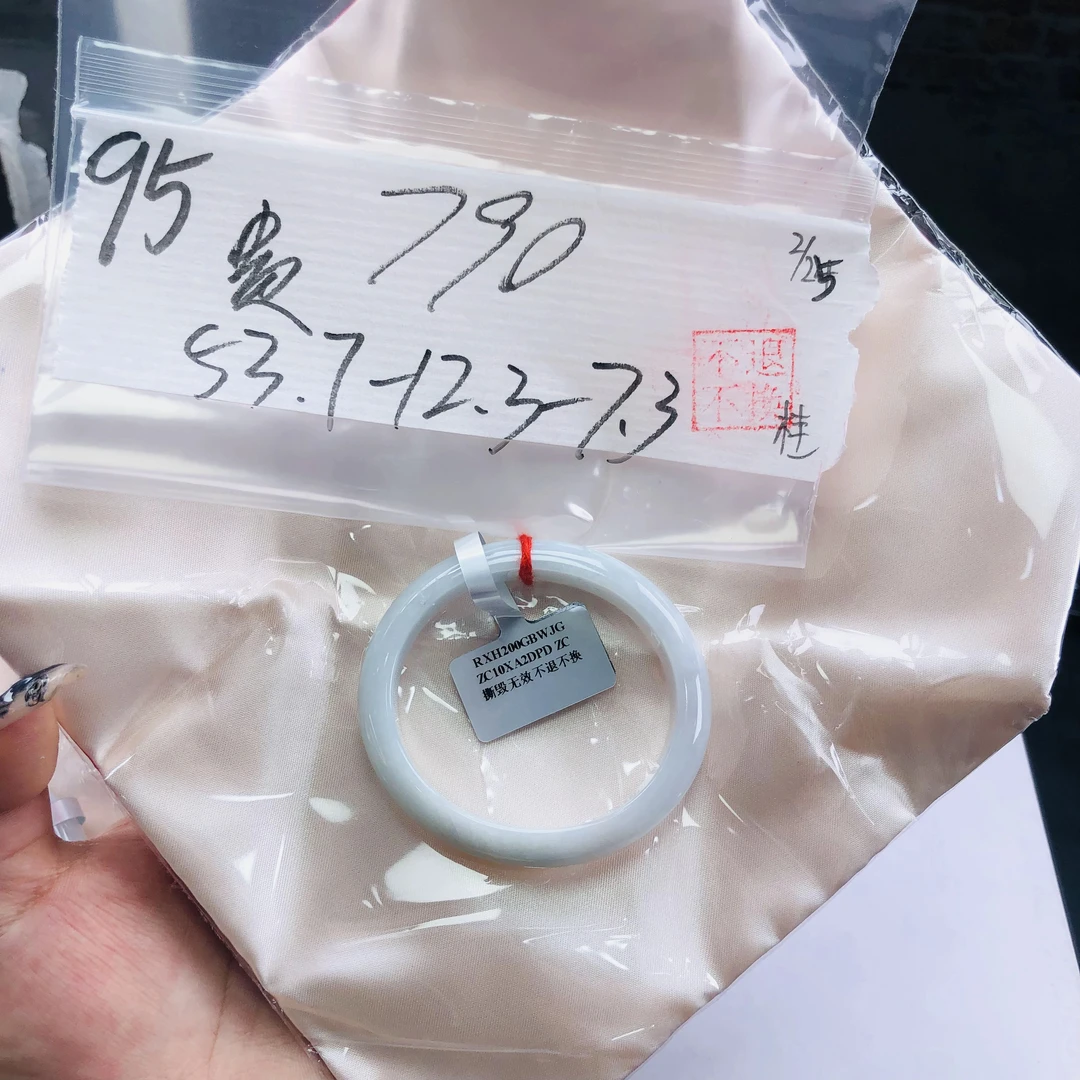 95 贵 790
2/25
53.7-12.3-7.3
不退
不换
桂
RXH200GBWJG
ZC10XA2DPD ZC
撕毁无效不退不换